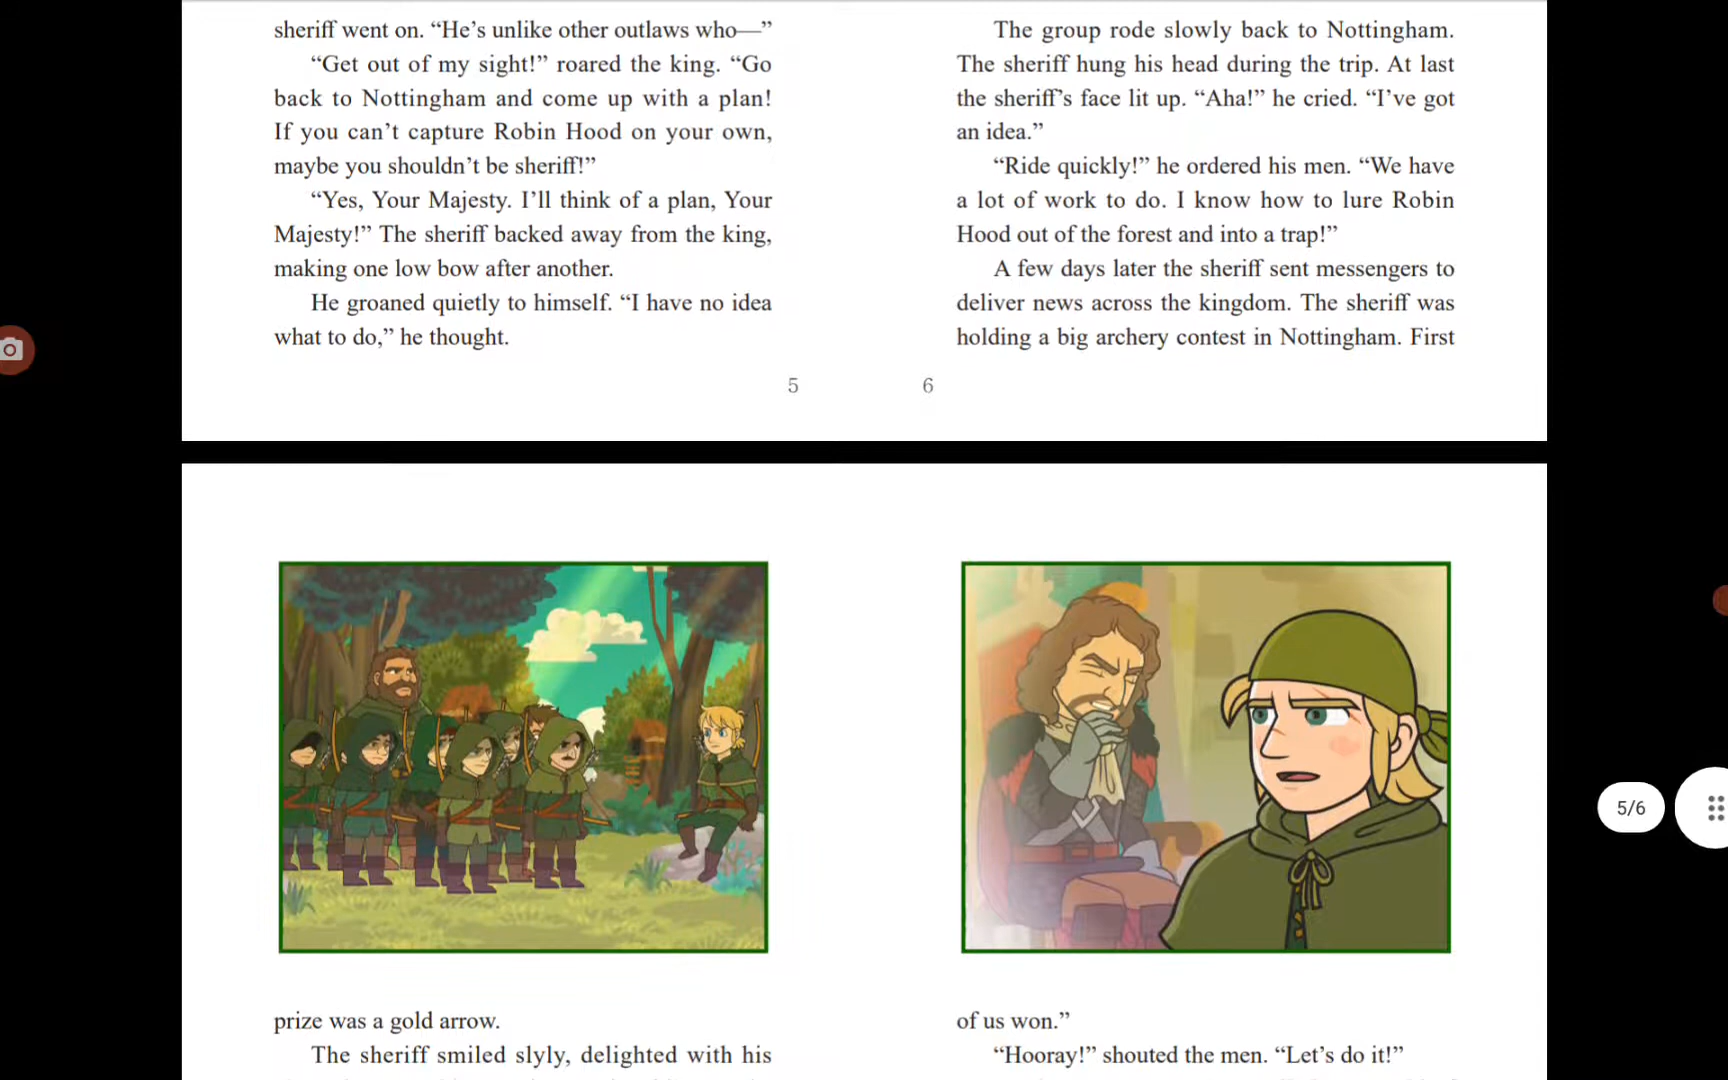 sheriff went on. “He’s unlike other outlaws who—”
“Get out of my sight!” roared the king. “Go
back to Nottingham and come up with a plan!
If you can’t capture Robin Hood on your own,
maybe you shouldn’t be sheriff!”
“Yes, Your Majesty. I’ll think of a plan, Your
Majesty!” The sheriff backed away from the king,
making one low bow after another.
He groaned quietly to himself. “I have no idea
what to do,” he thought.
5
The group rode slowly back to Nottingham.
The sheriff hung his head during the trip. At last
the sheriff’s face lit up. “Aha!” he cried. “I’ve got
an idea.”
“Ride quickly!” he ordered his men. “We have
a lot of work to do. I know how to lure Robin
Hood out of the forest and into a trap!”
A few days later the sheriff sent messengers to
deliver news across the kingdom. The sheriff was
holding a big archery contest in Nottingham. First
6
prize was a gold arrow.
The sheriff smiled slyly, delighted with his
of us won.”
“Hooray!” shouted the men. “Let’s do it!”
5/6